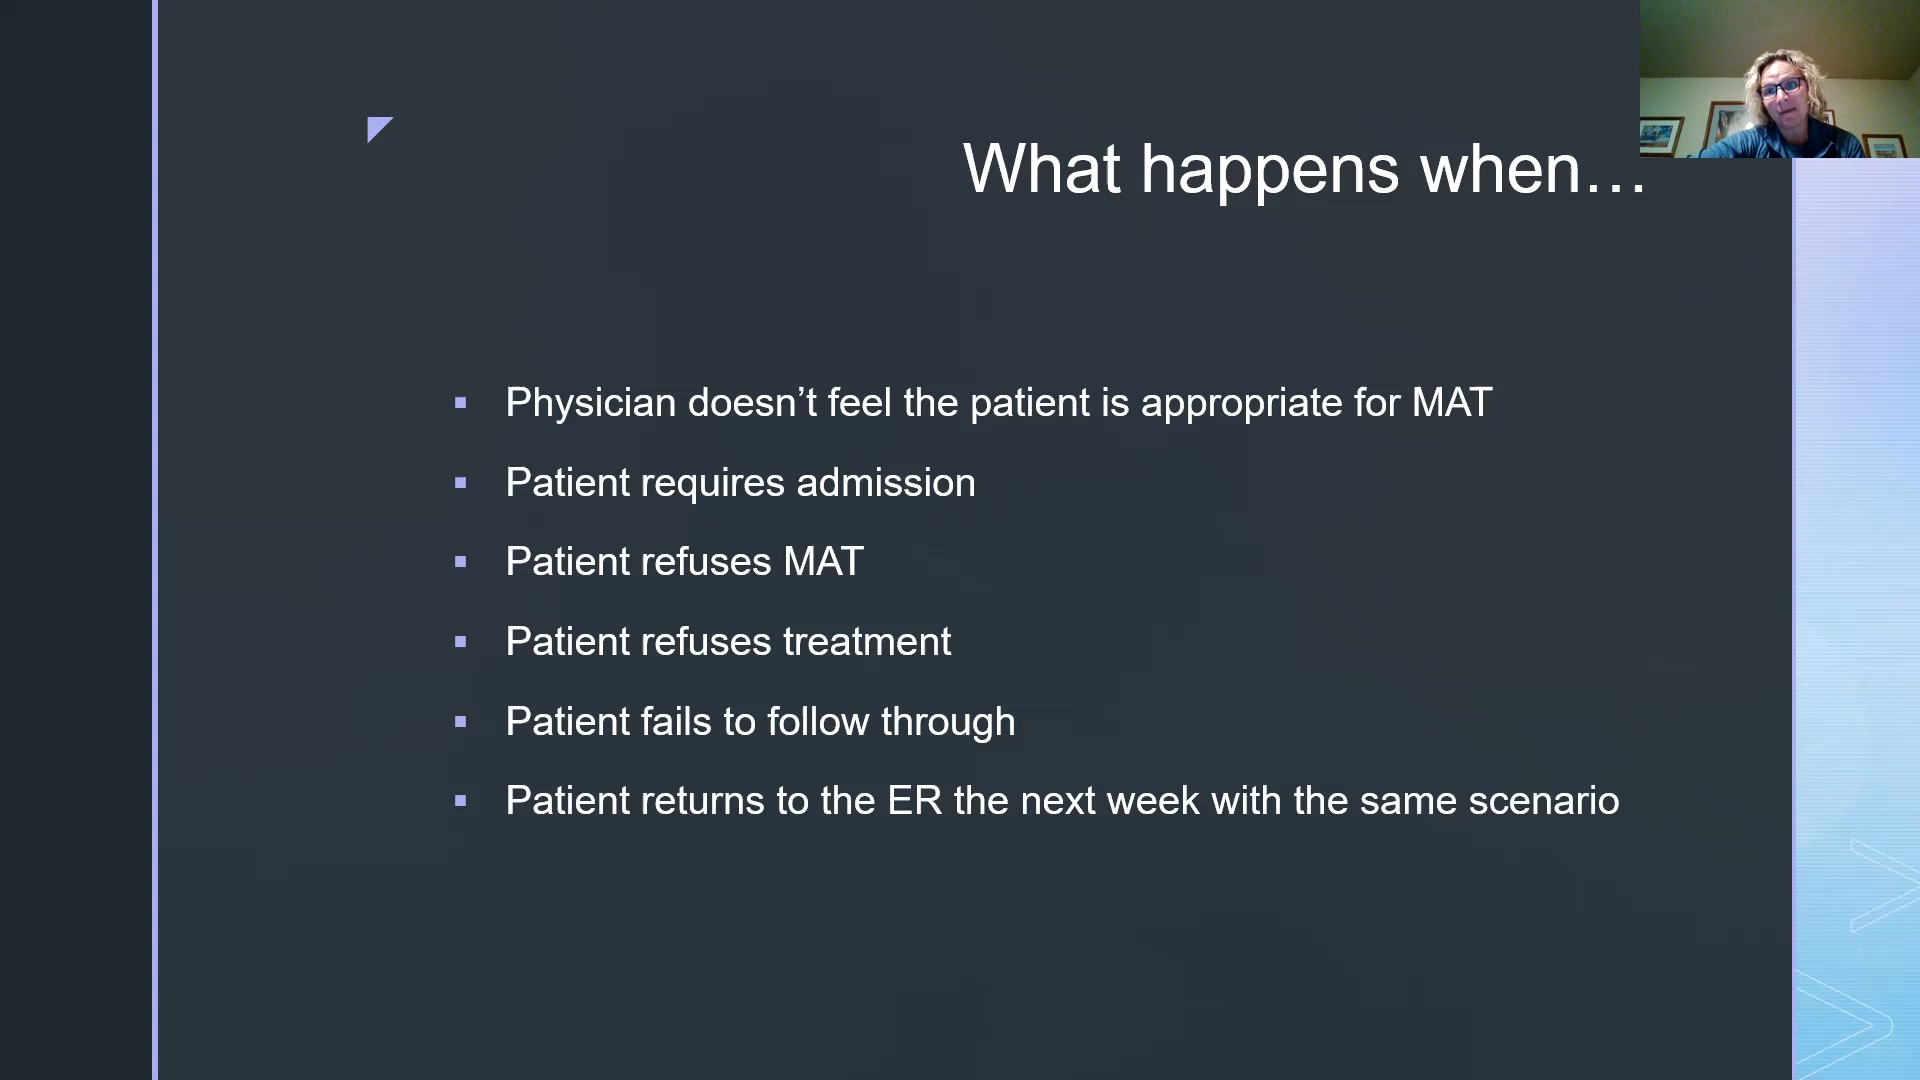 What happens when…
Physician doesn’t feel the patient is appropriate for MAT
Patient requires admission
Patient refuses MAT
Patient refuses treatment
Patient fails to follow through
Patient returns to the ER the next week with the same scenario